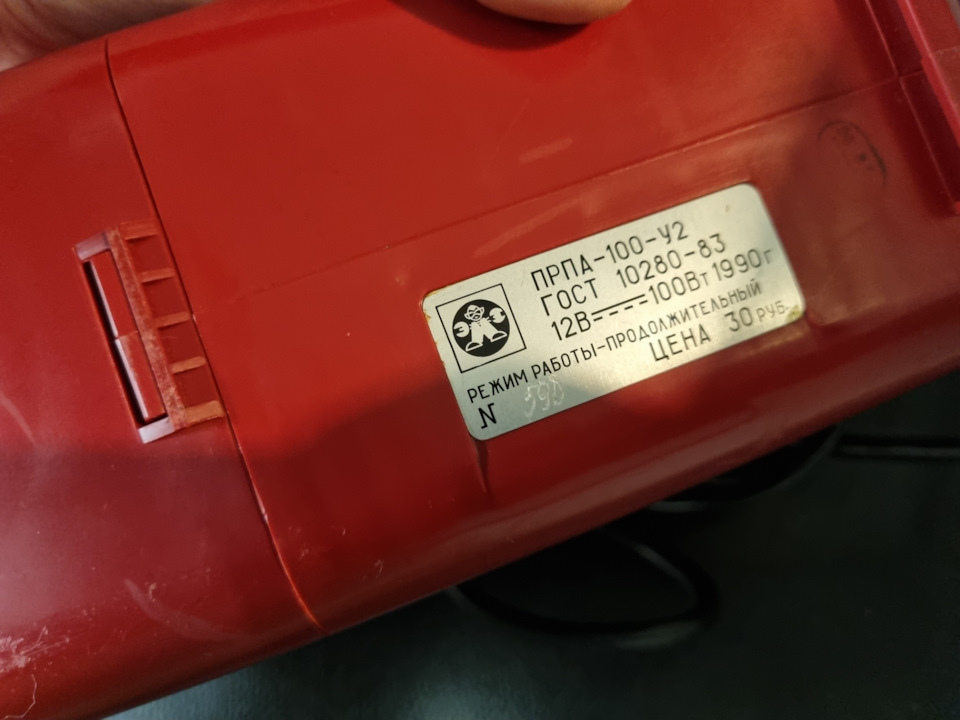 ПРПА-100-У2
ГОСТ 10280-83
12В 100Вт 1990г
РЕЖИМ РАБОТЫ-ПРОДОЛЖИТЕЛЬНЫЙ
N ЦЕНА 30 РУБ.